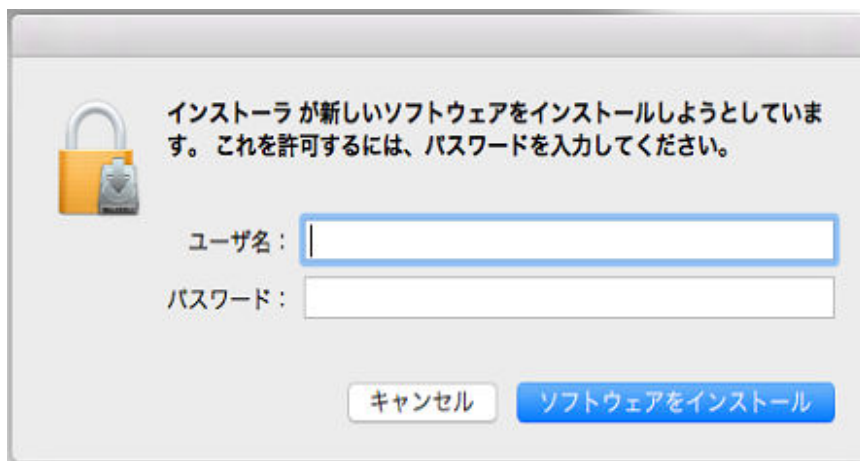 インストーラ が新しいソフトウェアをインストールしようとしていま
す。 これを許可するには、パスワードを入力してください。
ユーザ名：
パスワード：
キャンセル
ソフトウェアをインストール